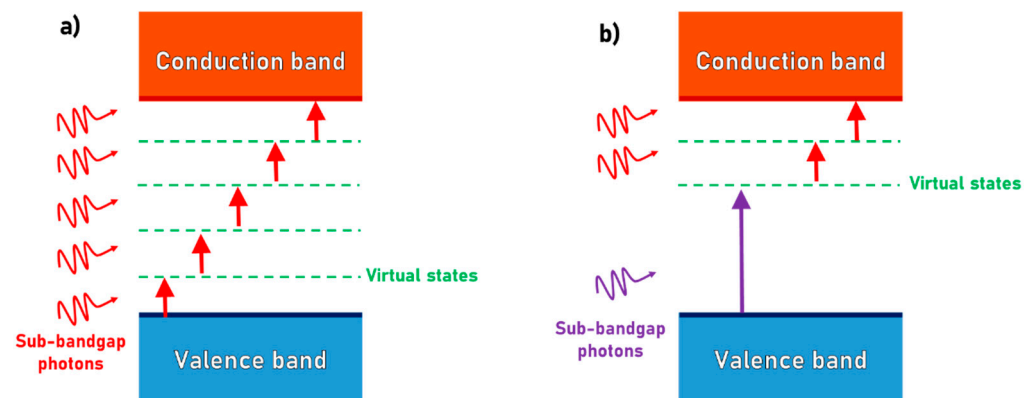 a)
Conduction band
Virtual states
Sub-bandgap
photons
Valence band
b)
Conduction band
Virtual states
Sub-bandgap
photons
Valence band